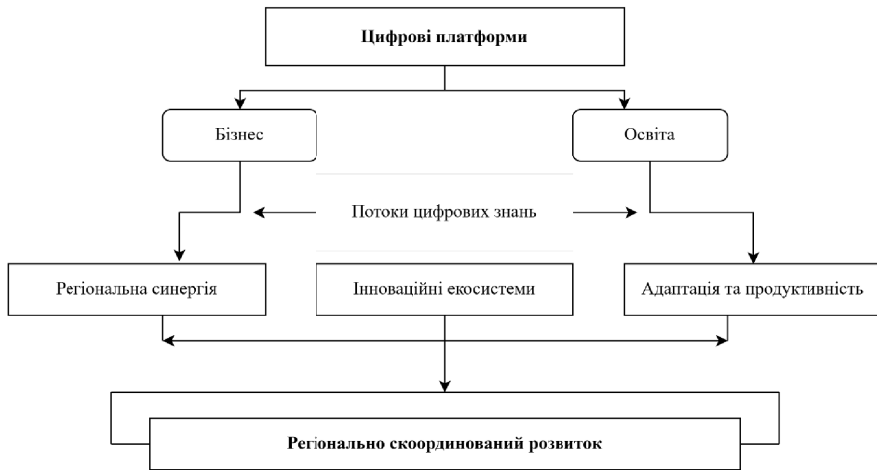 Цифрові платформи
Бізнес
Освіта
Потоки цифрових знань
Регіональна синергія
Інноваційні екосистеми
Адаптація та продуктивність
Регіонально скоординований розвиток